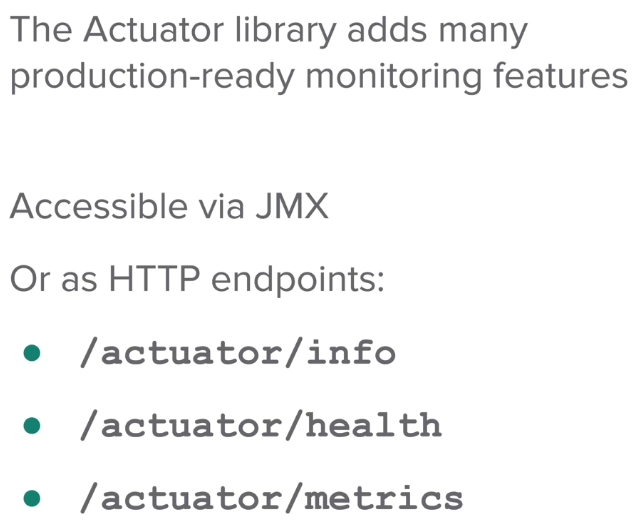 The Actuator library adds many
production-ready monitoring features
Accessible via JMX
Or as HTTP endpoints:
● /actuator/info
● /actuator/health
● /actuator/metrics